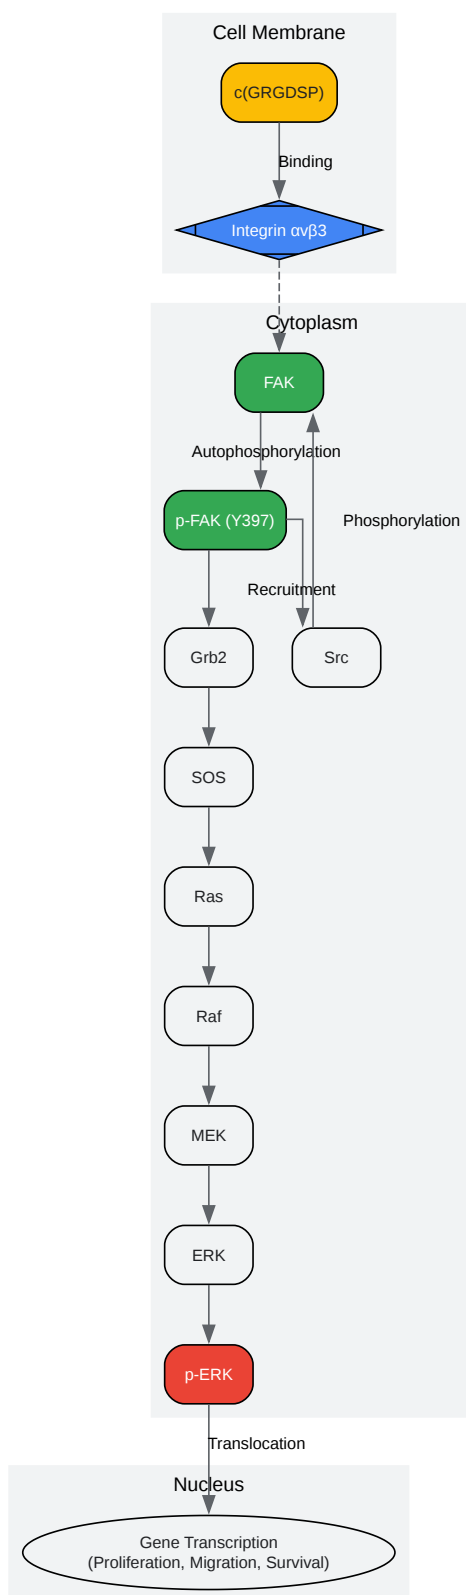 Cell Membrane
c(GRGDSP)
Binding
Integrin αvβ3
Cytoplasm
FAK
Autophosphorylation
p-FAK (Y397)
Phosphorylation
Recruitment
Grb2
Src
SOS
Ras
Raf
MEK
ERK
p-ERK
Translocation
Nucleus
Gene Transcription
(Proliferation, Migration, Survival)